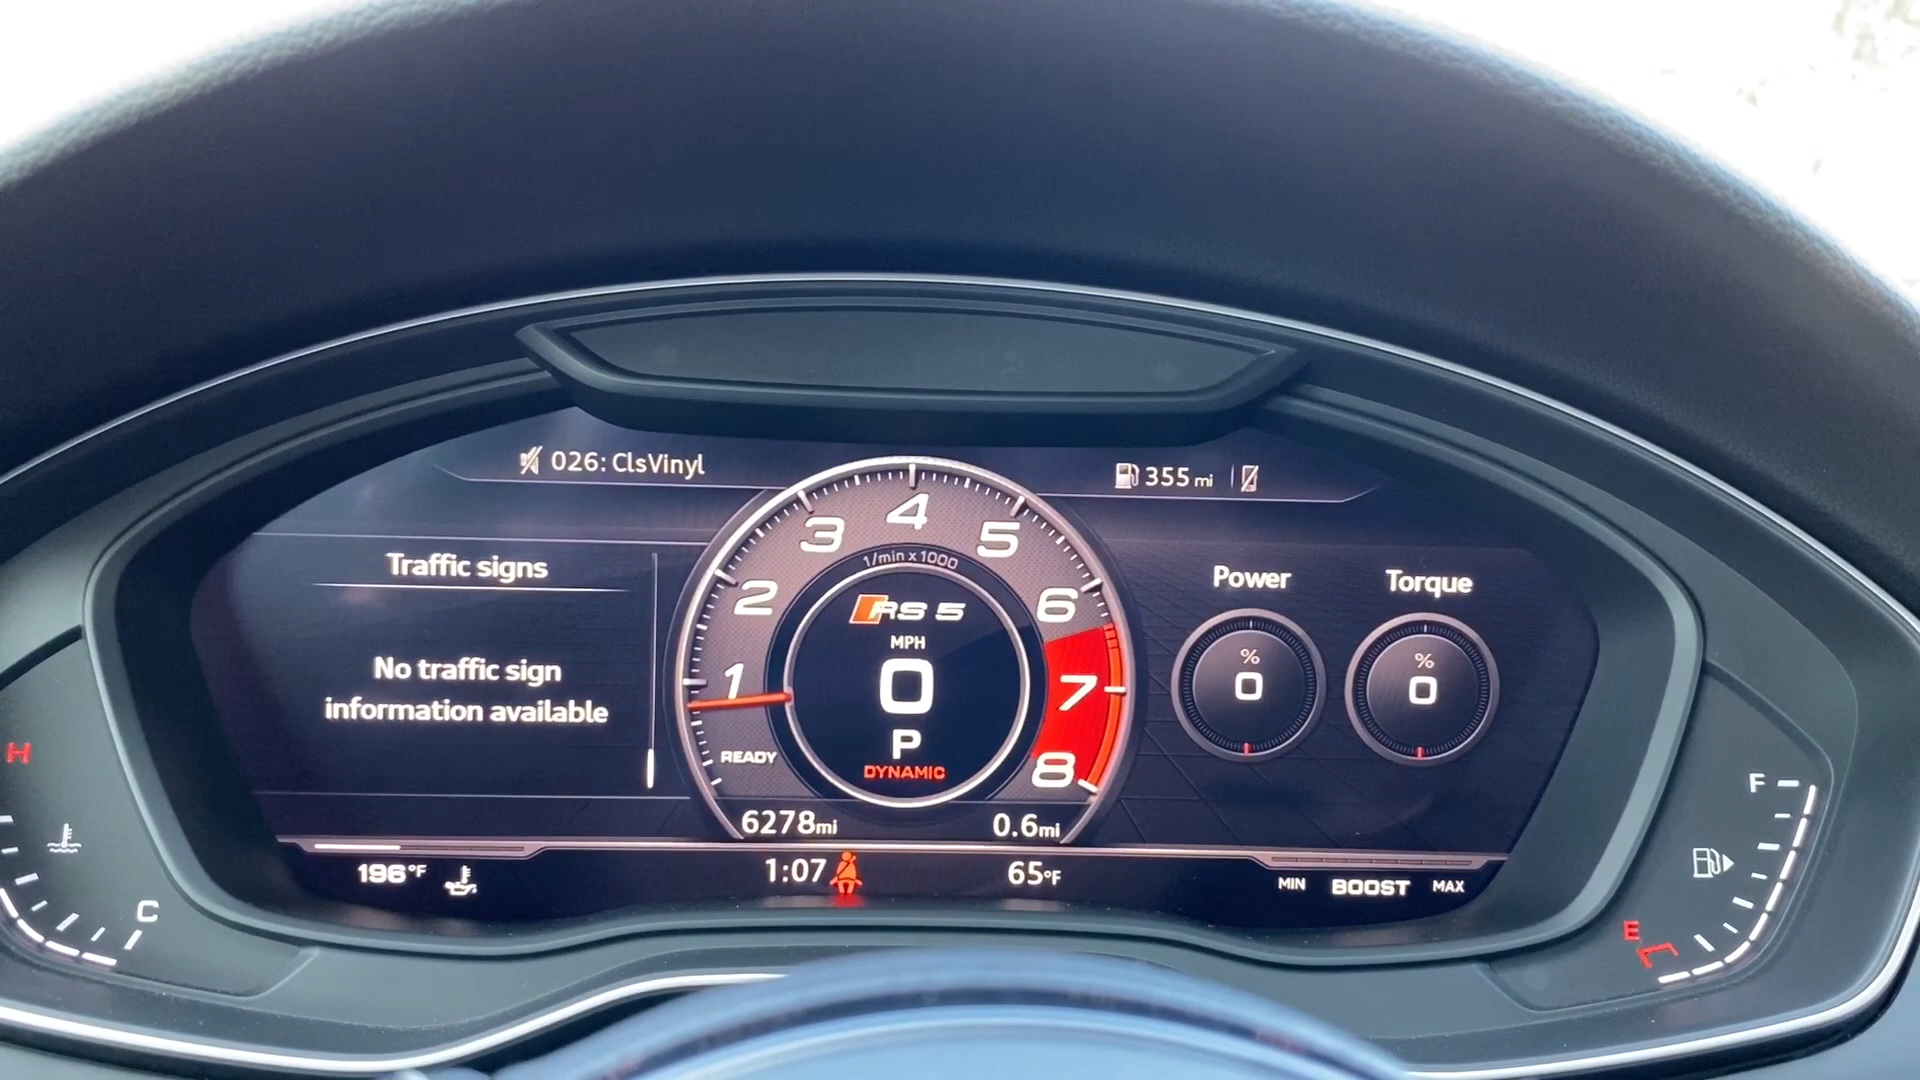 026: ClsVinyl
355 mi
Traffic signs
No traffic sign
information available
1
2
3
4
5
6
7
8
1/min x 1000
RS 5
MPH
0
P
DYNAMIC
READY
6278mi
0.6mi
Power
%
0
Torque
%
0
196°F
1:07
65°F
MIN BOOST MAX
H
C
F
E